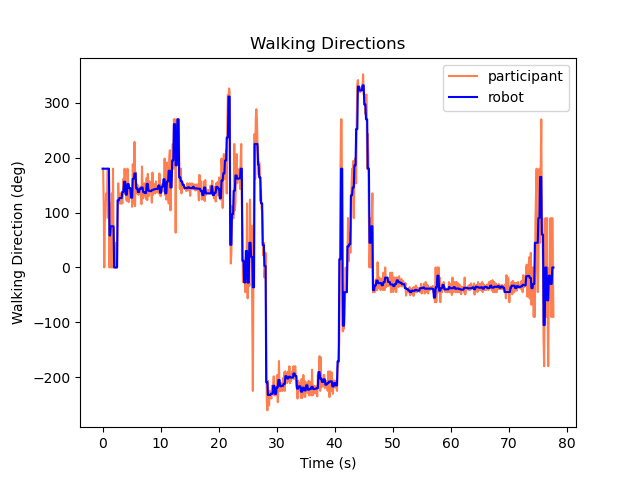 Walking Directions
participant
robot
Walking Direction (deg)
300
200
100
0
−100
−200
0 10 20 30 40 50 60 70 80
Time (s)